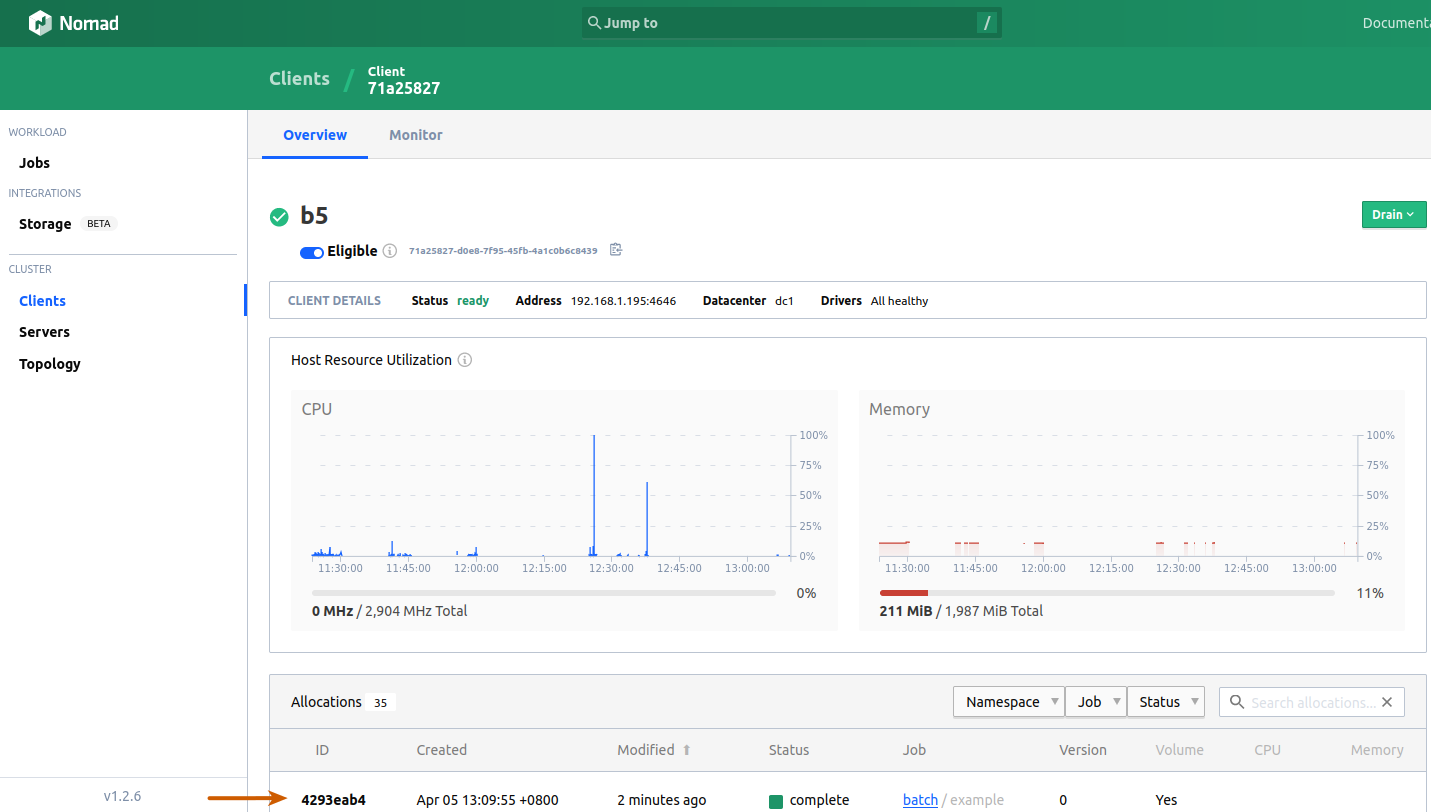 Nomad
Jump to /
Documenta
Clients / Client
71a25827
WORKLOAD
Jobs
INTEGRATIONS
Storage BETA
CLUSTER
Clients
Servers
Topology
v1.2.6
Overview Monitor
b5
Drain
Eligible 71a25827-d0e8-7f95-45fb-4a1c0b6c8439
CLIENT DETAILS Status ready Address 192.168.1.195:4646 Datacenter dc1 Drivers All healthy
Host Resource Utilization
CPU
100%
75%
50%
25%
0%
11:30:00 11:45:00 12:00:00 12:15:00 12:30:00 12:45:00 13:00:00
0%
0 MHz / 2,904 MHz Total
Memory
100%
75%
50%
25%
0%
11:30:00 11:45:00 12:00:00 12:15:00 12:30:00 12:45:00 13:00:00
11%
211 MiB / 1,987 MiB Total
Allocations 35 Namespace Job Status Search allocations...
ID Created Modified Status Job Version Volume CPU Memory
4293eab4 Apr 05 13:09:55 +0800 2 minutes ago complete batch / example 0 Yes